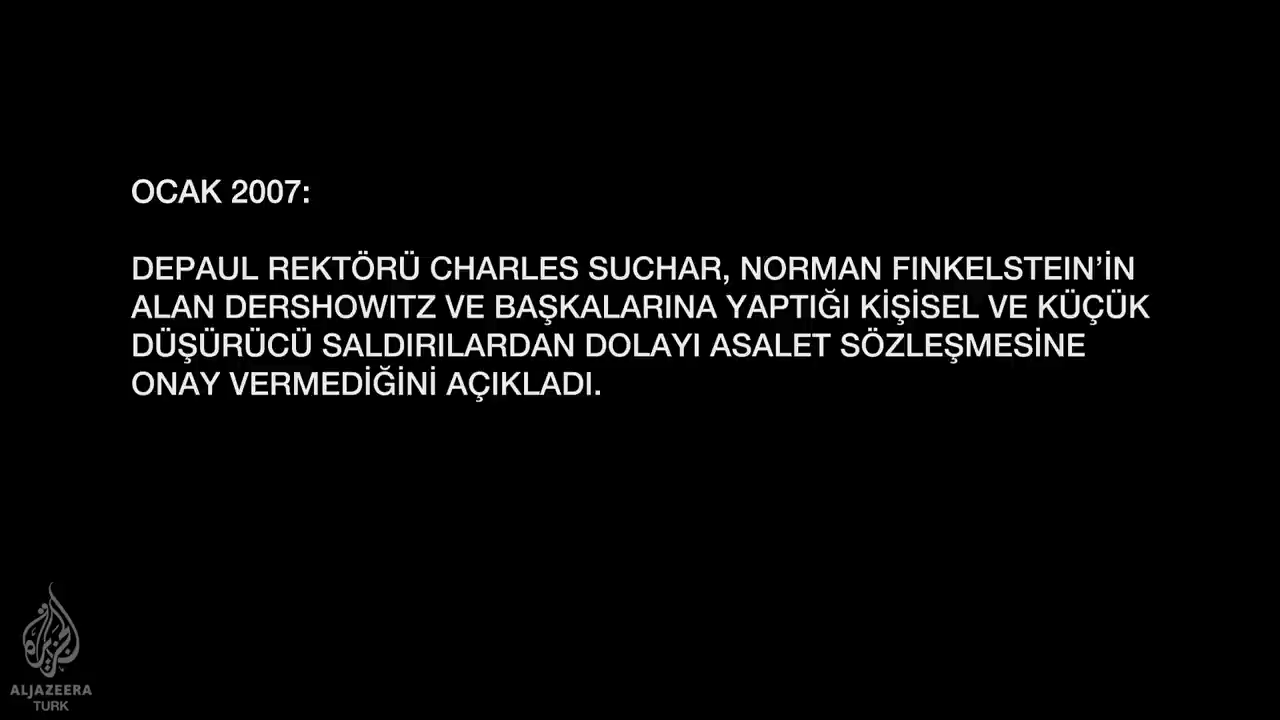 OCAK 2007:
DEPAUL REKTÖRÜ CHARLES SUCHAR, NORMAN FINKELSTEIN’İN
ALAN DERSHOWITZ VE BAŞKALARINA YAPTIĞI KİŞİSEL VE KÜÇÜK
DÜŞÜRÜCÜ SALDIRILARDAN DOLAYI ASALET SÖZLEŞMESİNE
ONAY VERMEDİĞİNİ AÇIKLADI.
ALJAZEERA
TURK